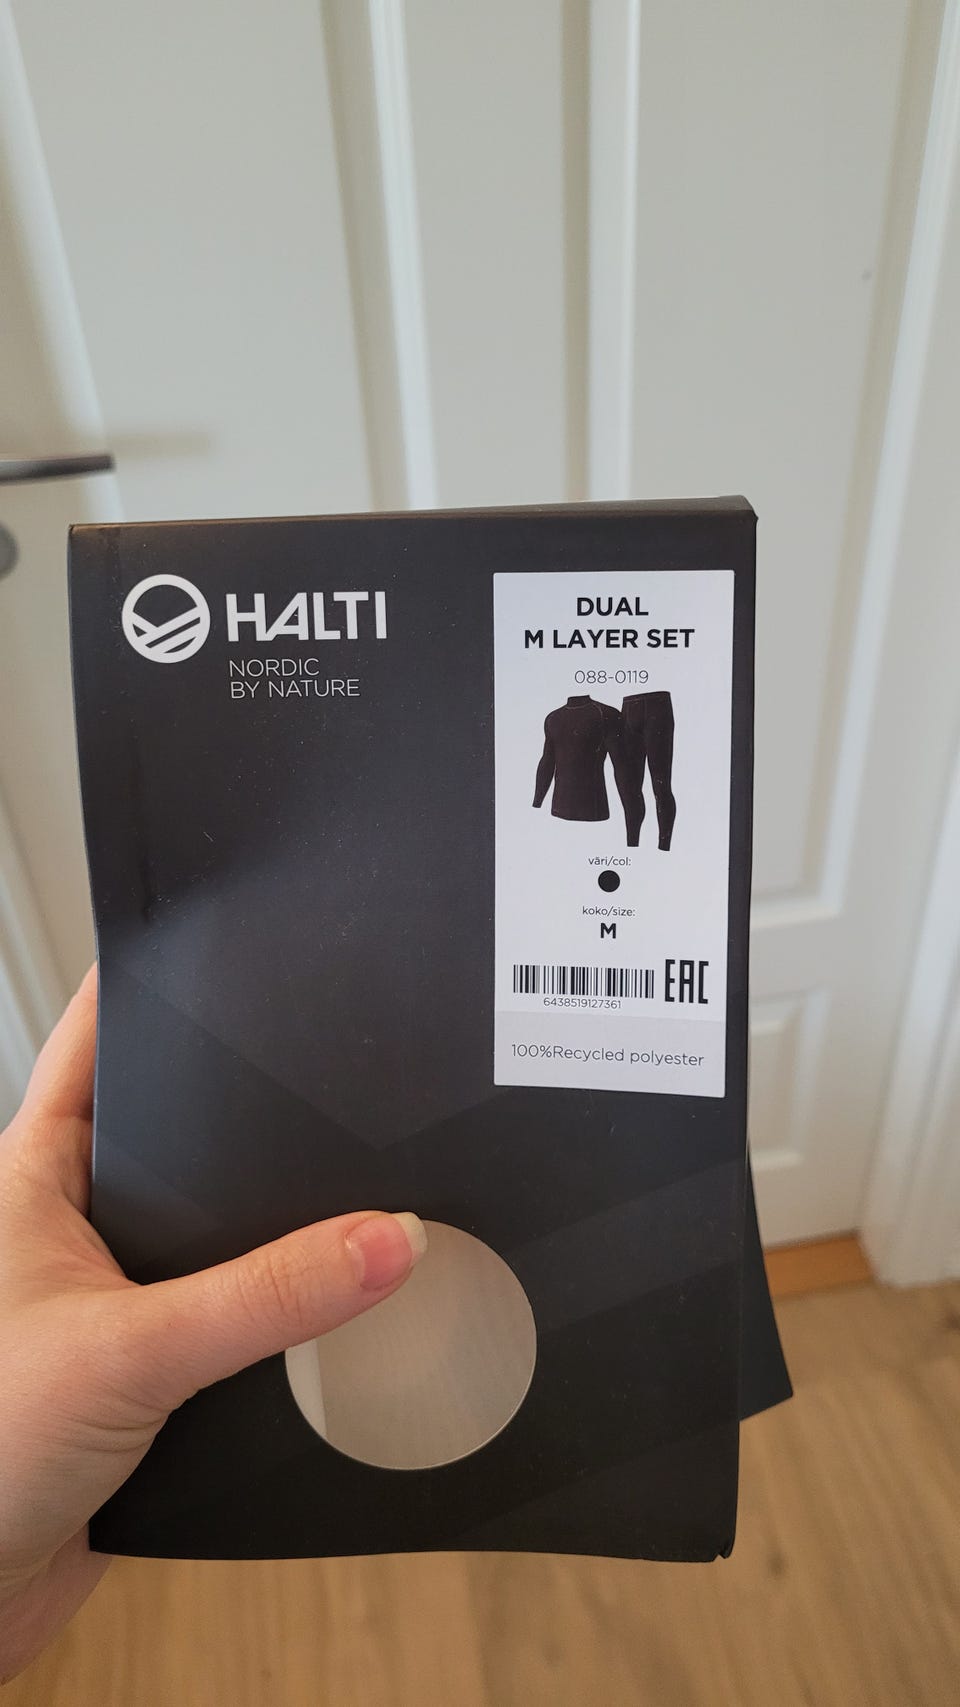 HALTI
NORDIC
BY NATURE
DUAL
M LAYER SET
088-0119
väri/col:
koko/size:
M
6438519127361
EAC
100%Recycled polyester